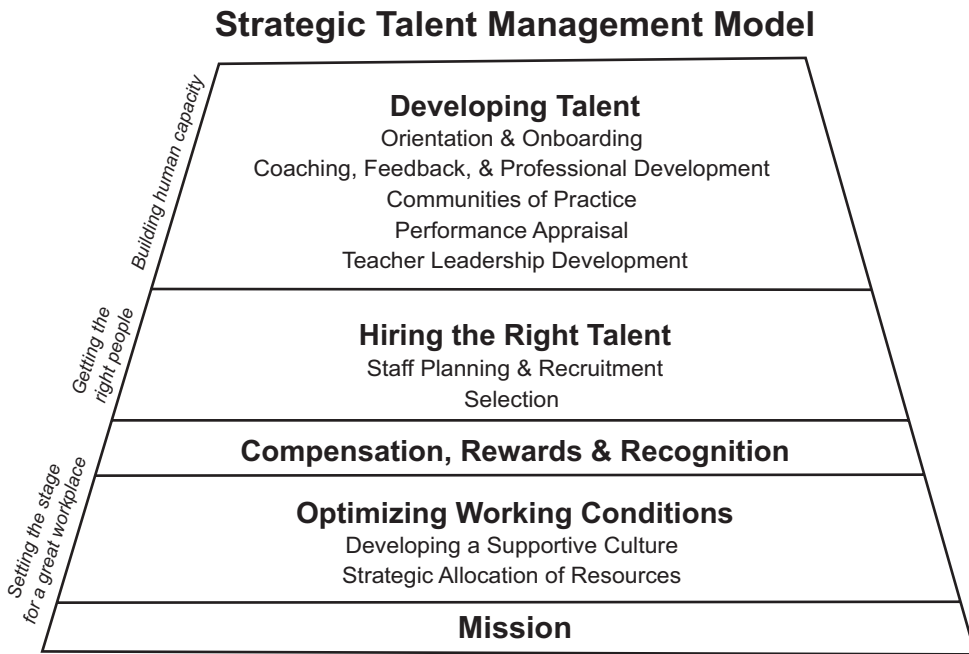 Strategic Talent Management Model
Building human capacity
Developing Talent
Orientation & Onboarding
Coaching, Feedback, & Professional Development
Communities of Practice
Performance Appraisal
Teacher Leadership Development
Getting the
right people
Hiring the Right Talent
Staff Planning & Recruitment
Selection
Compensation, Rewards & Recognition
Setting the stage
for a great workplace
Optimizing Working Conditions
Developing a Supportive Culture
Strategic Allocation of Resources
Mission